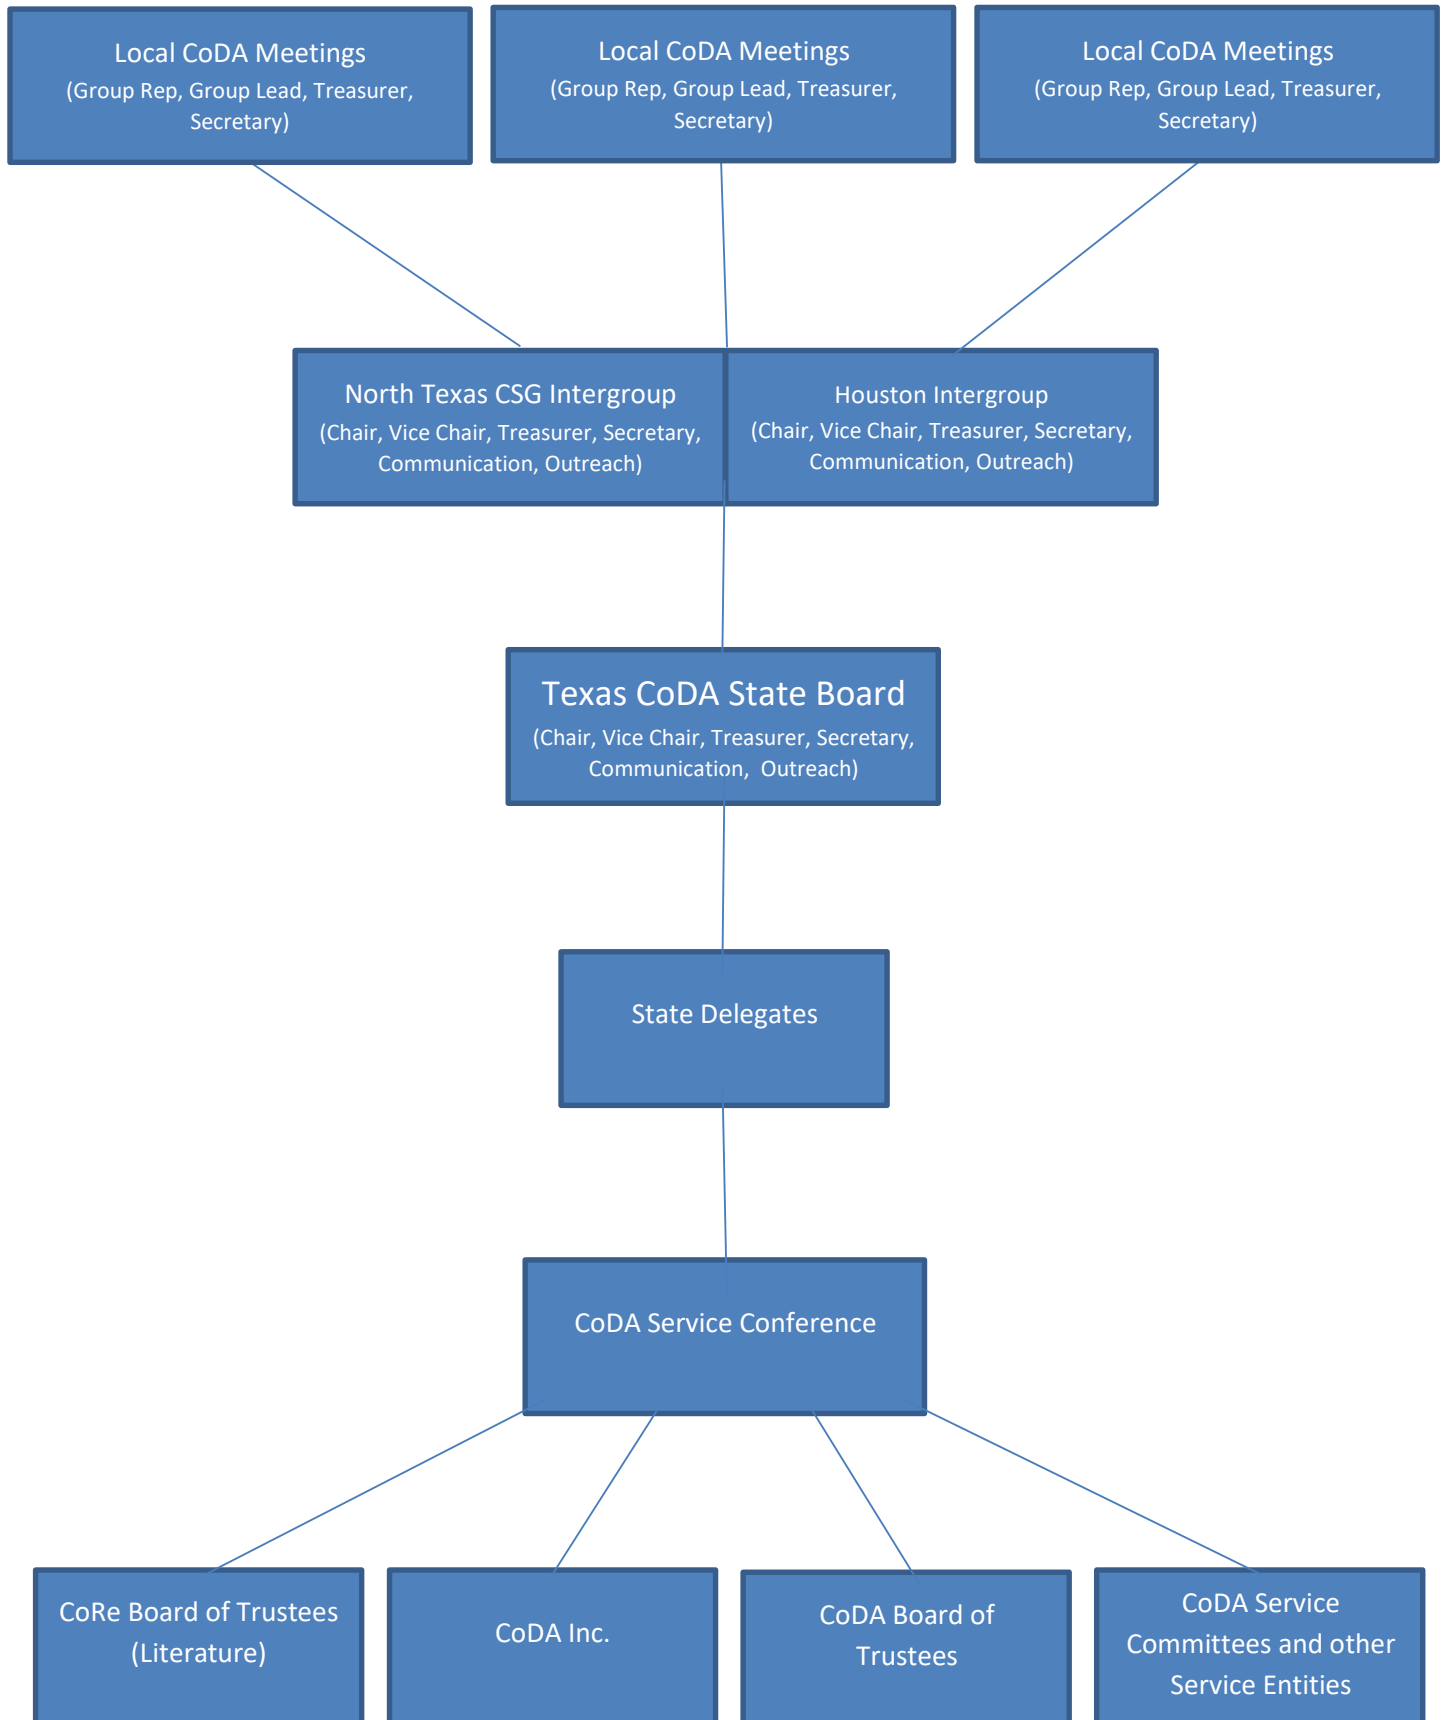 Local CoDA Meetings
(Group Rep, Group Lead, Treasurer,
Secretary)
Local CoDA Meetings
(Group Rep, Group Lead, Treasurer,
Secretary)
Local CoDA Meetings
(Group Rep, Group Lead, Treasurer,
Secretary)
North Texas CSG Intergroup
(Chair, Vice Chair, Treasurer, Secretary,
Communication, Outreach)
Houston Intergroup
(Chair, Vice Chair, Treasurer, Secretary,
Communication, Outreach)
Texas CoDA State Board
(Chair, Vice Chair, Treasurer, Secretary,
Communication,  Outreach)
State Delegates
CoDA Service Conference
CoRe Board of Trustees
(Literature)
CoDA Inc.
CoDA Board of
Trustees
CoDA Service
Committees and other
Service Entities